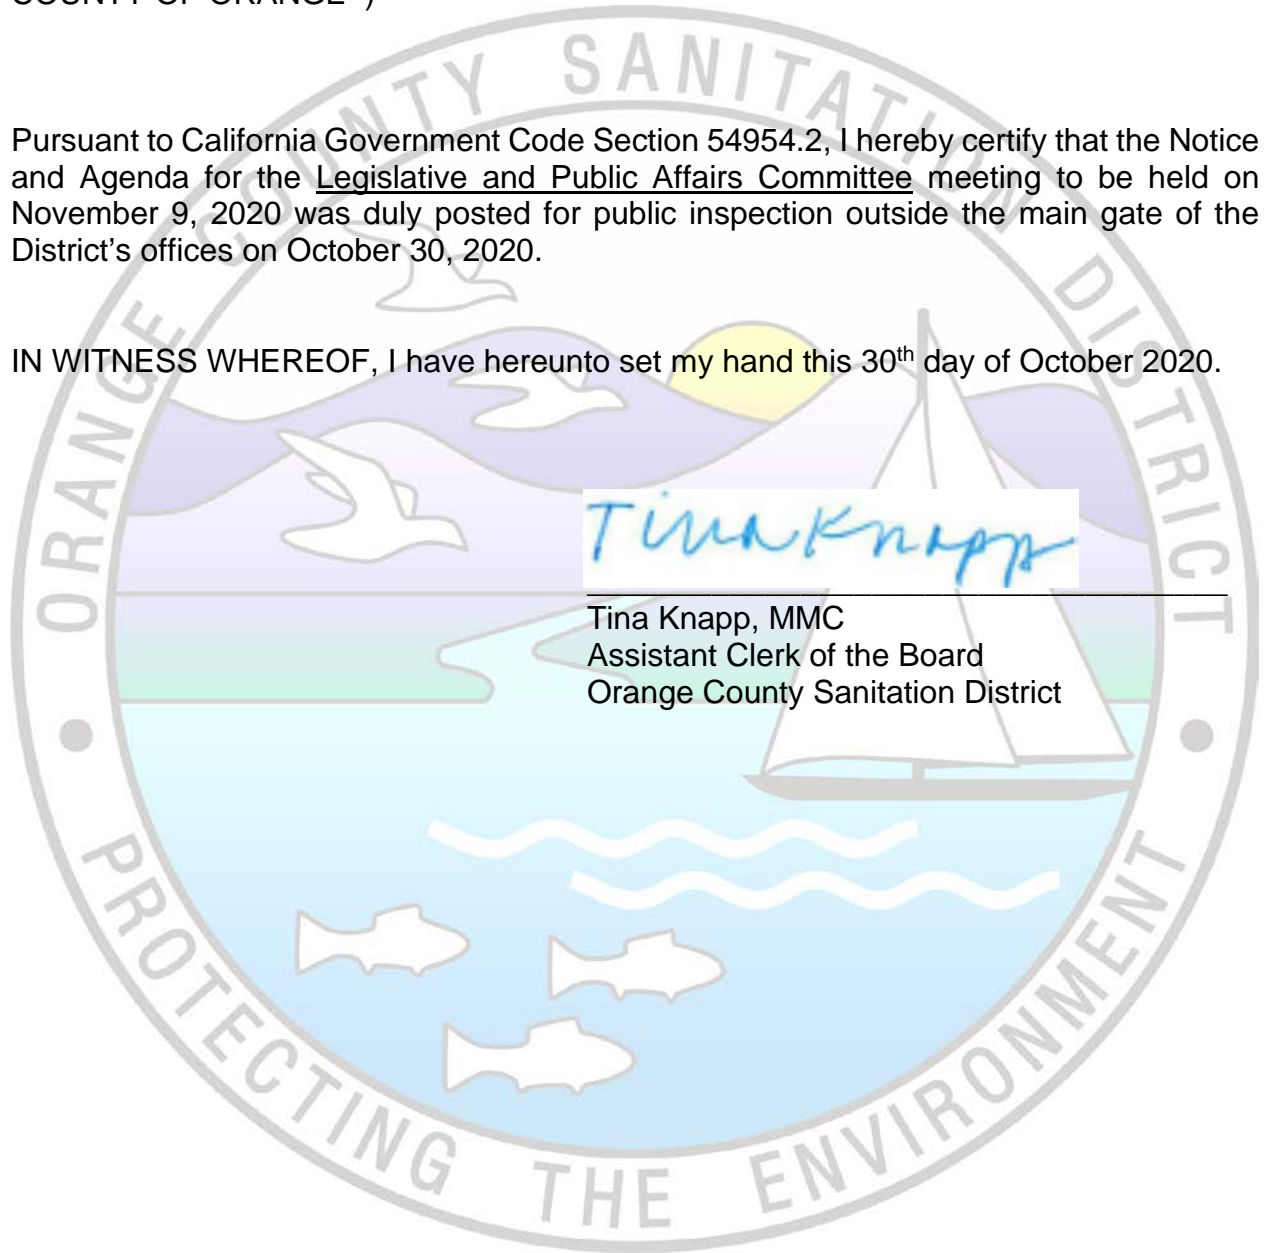 COUNTY OF ORANGE )
Pursuant to California Government Code Section 54954.2, I hereby certify that the Notice
and Agenda for the Legislative and Public Affairs Committee meeting to be held on
November 9, 2020 was duly posted for public inspection outside the main gate of the
District's offices on October 30, 2020.
IN WITNESS WHEREOF, I have hereunto set my hand this 30th day of October 2020.
Tina Knapp
Tina Knapp, MMC
Assistant Clerk of the Board
Orange County Sanitation District
ORANGE COUNTY SANITATION DISTRICT
PROTECTING THE ENVIRONMENT